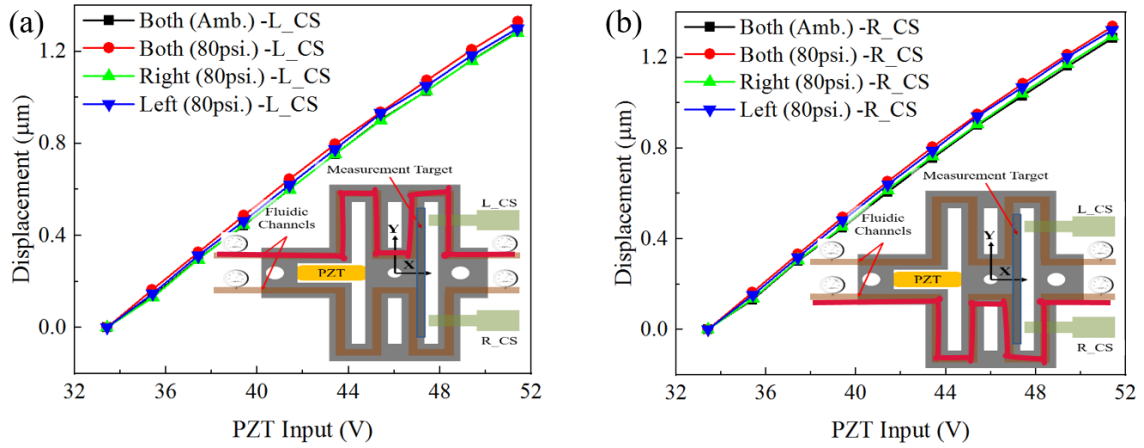 (a)
Both (Amb.) -L_CS
Both (80psi.) -L_CS
Right (80psi.) -L_CS
Left (80psi.) -L_CS
Displacement (μm)
1.2
0.8
0.4
0.0
32 36 40 44 48 52
PZT Input (V)
Measurement Target
Fluidic
Channels
L_CS
Y
X
PZT
R_CS
(b)
Both (Amb.) -R_CS
Both (80psi.) -R_CS
Right (80psi.) -R_CS
Left (80psi.) -R_CS
Displacement (μm)
1.2
0.8
0.4
0.0
32 36 40 44 48 52
PZT Input (V)
Measurement Target
Fluidic
Channels
L_CS
Y
X
PZT
R_CS